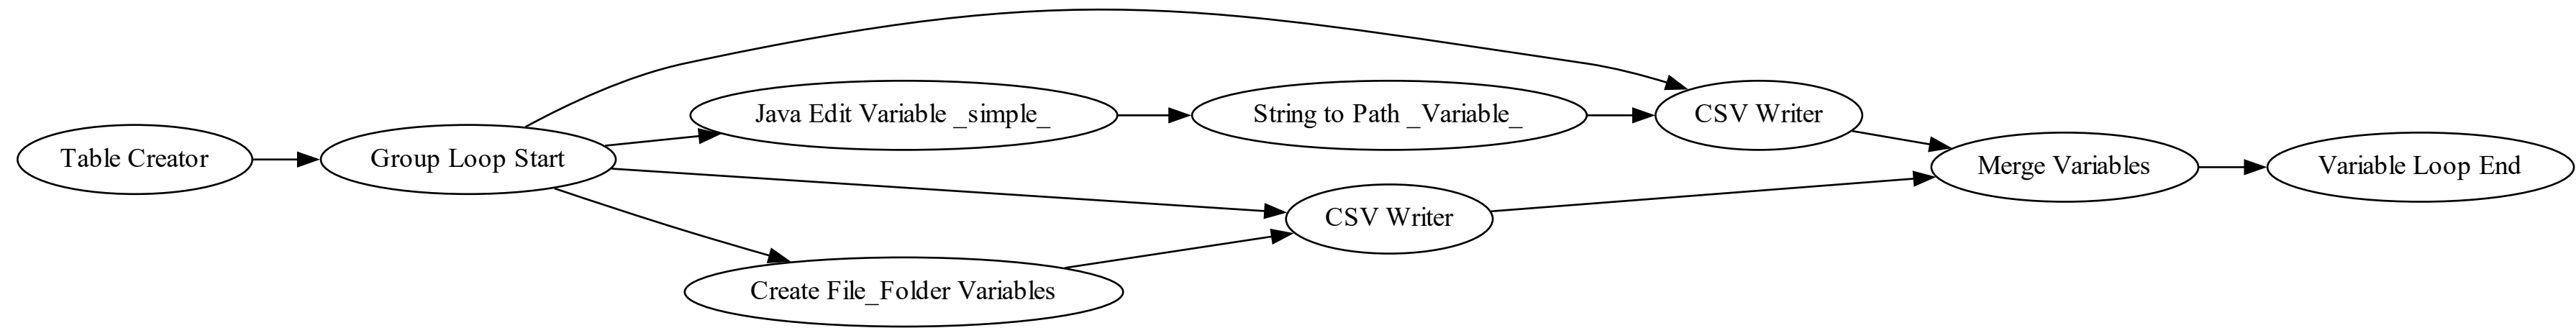 Table Creator
Group Loop Start
Java Edit Variable _simple_
String to Path _Variable_
CSV Writer
CSV Writer
Create File_Folder Variables
Merge Variables
Variable Loop End